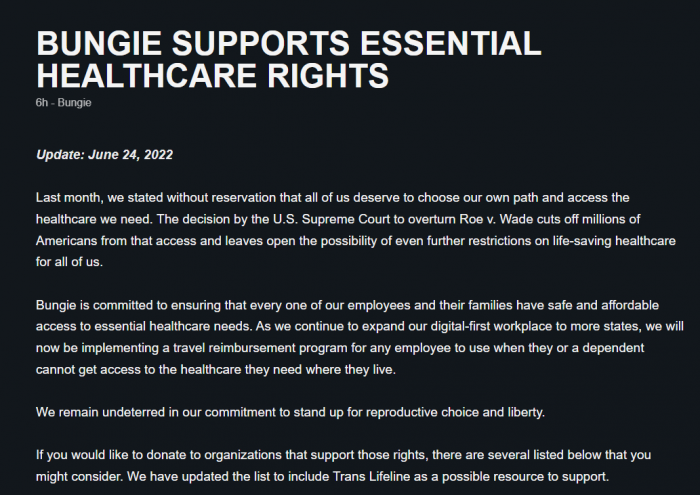 BUNGIE SUPPORTS ESSENTIAL
HEALTHCARE RIGHTS
6h - Bungie
Update: June 24, 2022
Last month, we stated without reservation that all of us deserve to choose our own path and access the
healthcare we need. The decision by the U.S. Supreme Court to overturn Roe v. Wade cuts off millions of
Americans from that access and leaves open the possibility of even further restrictions on life-saving healthcare
for all of us.
Bungie is committed to ensuring that every one of our employees and their families have safe and affordable
access to essential healthcare needs. As we continue to expand our digital-first workplace to more states, we will
now be implementing a travel reimbursement program for any employee to use when they or a dependent
cannot get access to the healthcare they need where they live.
We remain undeterred in our commitment to stand up for reproductive choice and liberty.
If you would like to donate to organizations that support those rights, there are several listed below that you
might consider. We have updated the list to include Trans Lifeline as a possible resource to support.